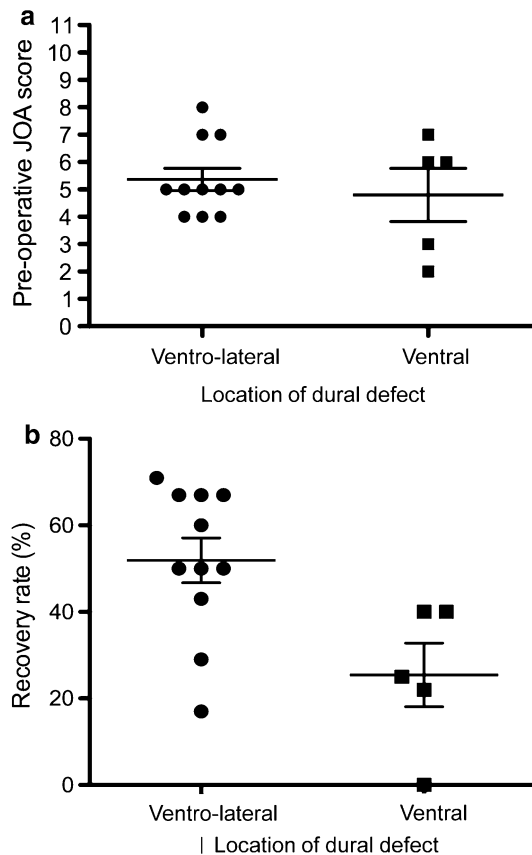 a
Pre-operative JOA score
11
10
9
8
7
6
5
4
3
2
1
0
Ventro-lateral Ventral
Location of dural defect
b
Recovery rate (%)
80
60
40
20
0
Ventro-lateral Ventral
| Location of dural defect